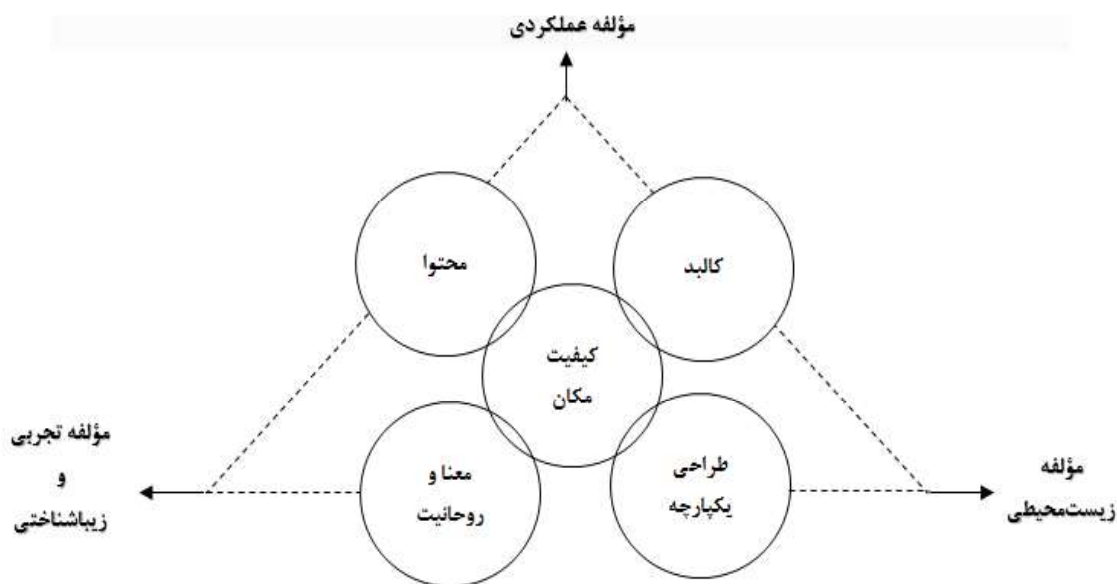 مؤلفه عملکردی
کالبد
محتوا
کیفیت
مکان
طراحی
یکپارچه
معنا و
روحانیت
مؤلفه
زیست‌محیطی
مؤلفه تجربی
و
زیباشناختی